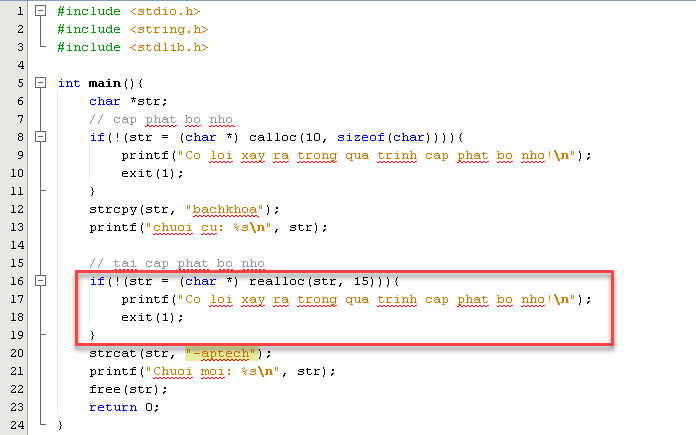 1 #include <stdio.h>
2 #include <string.h>
3 #include <stdlib.h>
4
5 int main(){
6 char *str;
7 // cap phat bo nho
8 if(!(str = (char *) calloc(10, sizeof(char)))){
9 printf("Co loi xay ra trong qua trinh cap phat bo nho!\n");
10 exit(1);
11 }
12 strcpy(str, "bachkhoa");
13 printf("chuoi cu: %s\n", str);
14
15 // tai cap phat bo nho
16 if(!(str = (char *) realloc(str, 15))){
17 printf("Co loi xay ra trong qua trinh cap phat bo nho!\n");
18 exit(1);
19 }
20 strcat(str, "-aptech");
21 printf("Chuoi moi: %s\n", str);
22 free(str);
23 return 0;
24 }